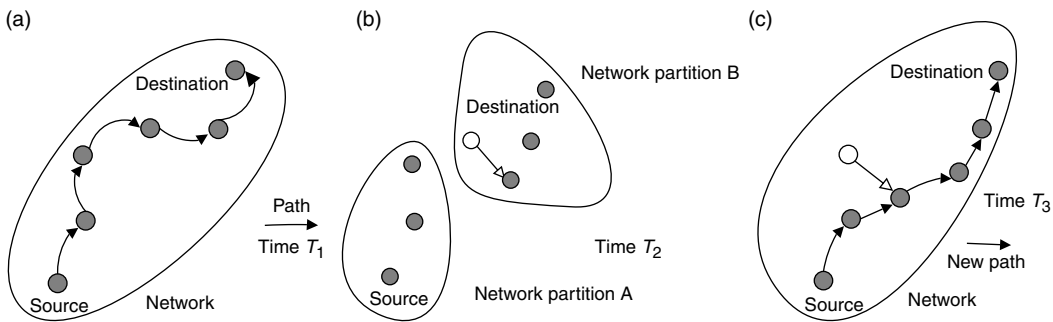 (a)
Destination
Path
Time T1
Source
Network
(b)
Network partition B
Destination
Time T2
Source
Network partition A
(c)
Destination
Time T3
New path
Source
Network